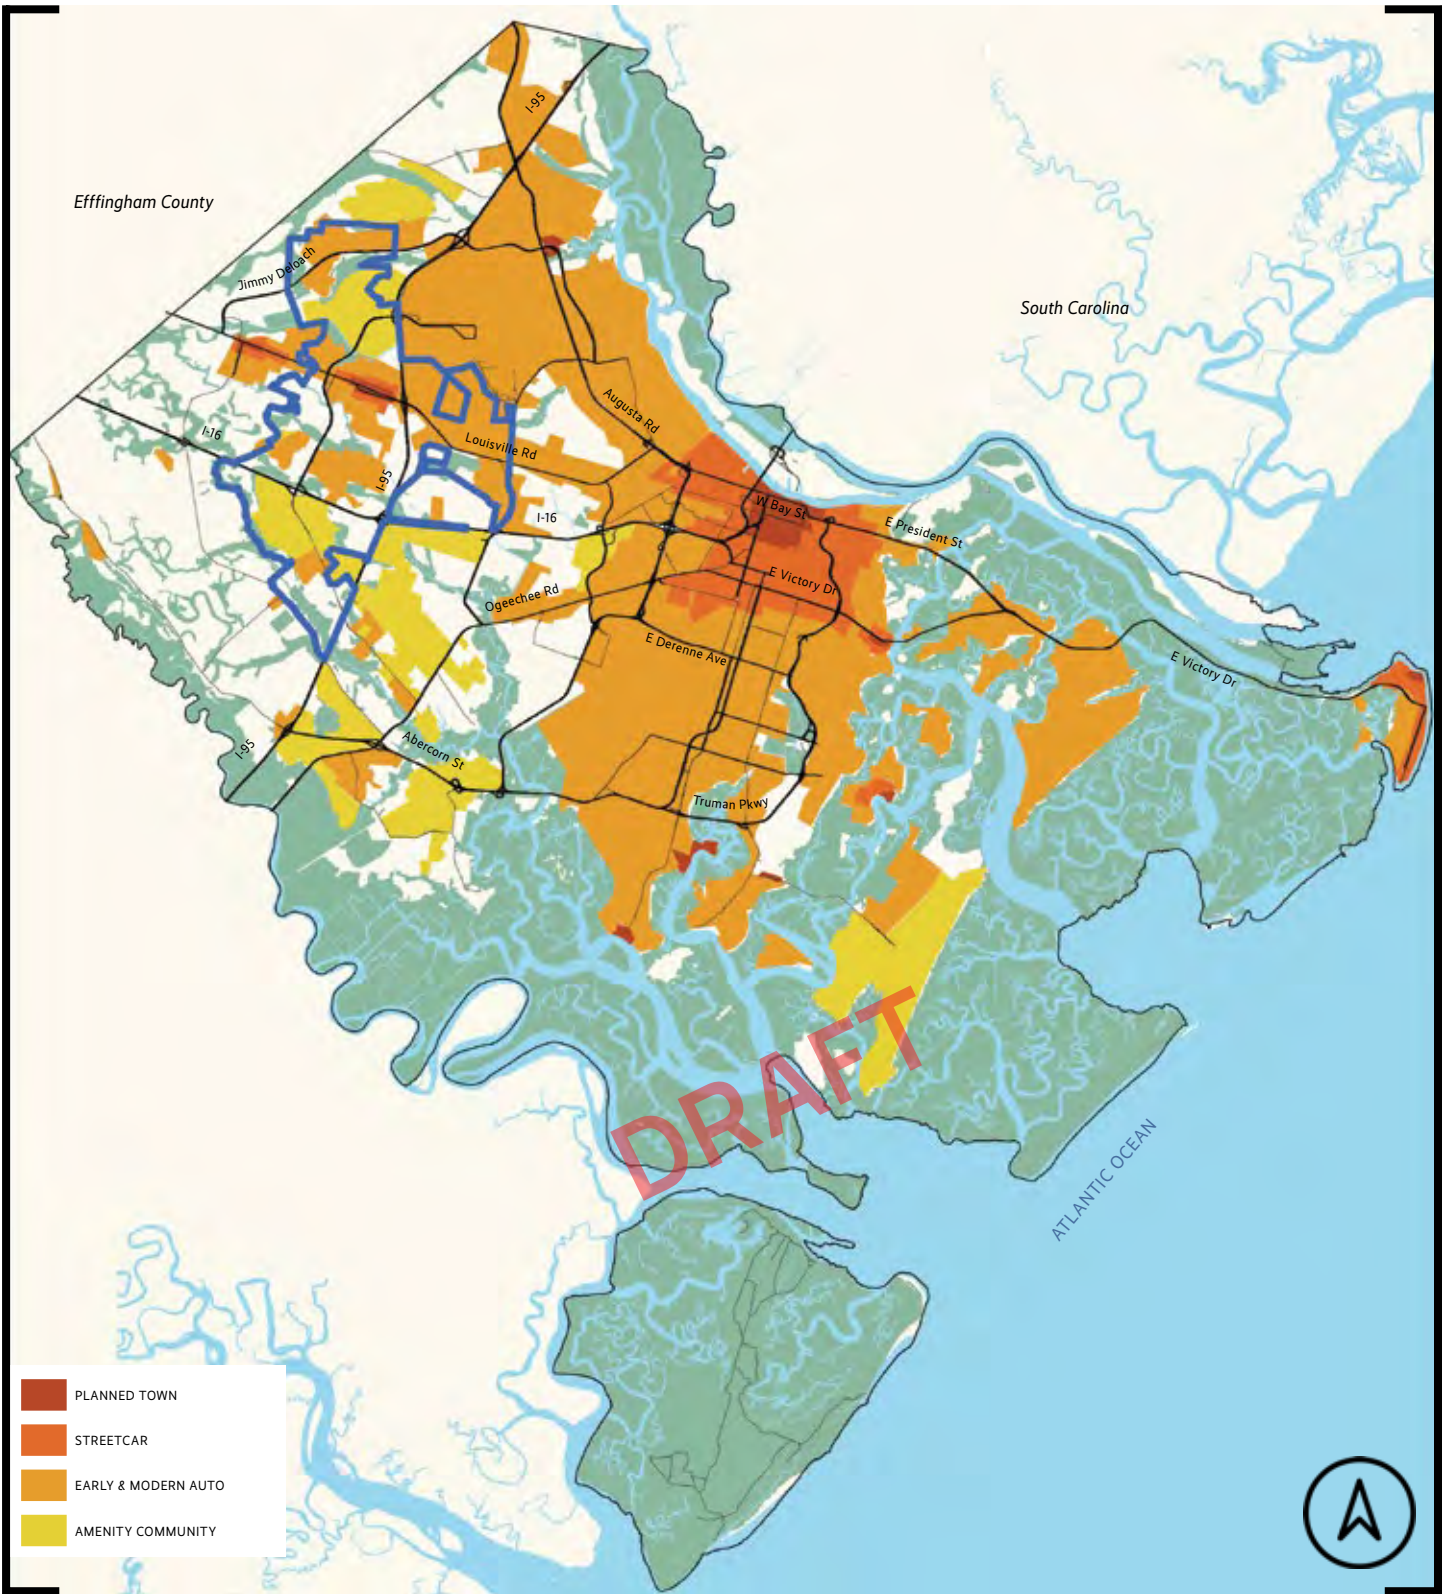 I-95
Efffingham County
Jimmy Deloach
South Carolina
Augusta Rd
I-16
Louisville Rd
I-95
W Bay St
I-16
E President St
E Victory Dr
Ogeechee Rd
E Derenne Ave
E Victory Dr
I-95
Abercorn St
Truman Pkwy
DRAFT
ATLANTIC OCEAN
PLANNED TOWN
STREETCAR
EARLY & MODERN AUTO
AMENITY COMMUNITY